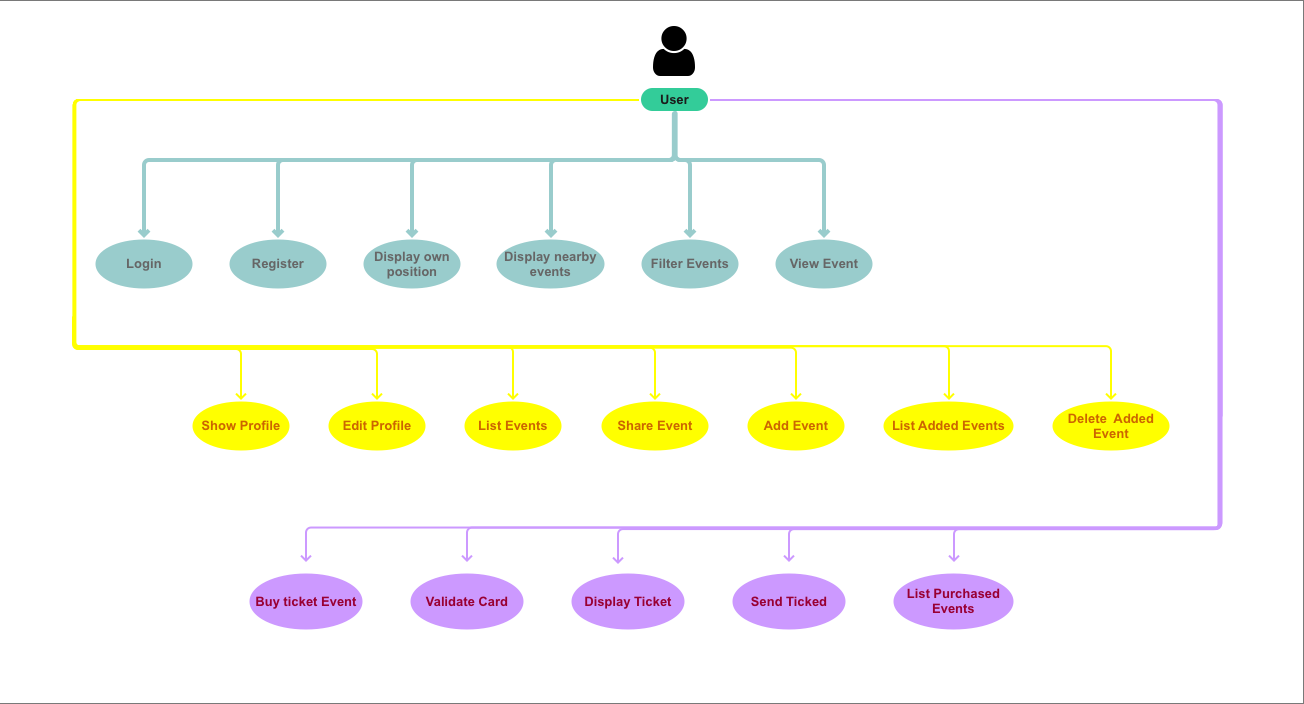 User
Login
Register
Display own
position
Display nearby
events
Filter Events
View Event
Show Profile
Edit Profile
List Events
Share Event
Add Event
List Added Events
Delete  Added
Event
Buy ticket Event
Validate Card
Display Ticket
Send Ticked
List Purchased
Events